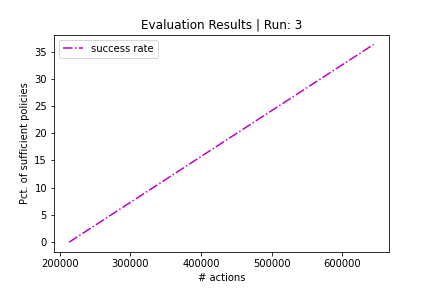 Evaluation Results | Run: 3
success rate
Pct. of sufficient policies
35
30
25
20
15
10
5
0
200000 300000 400000 500000 600000
# actions